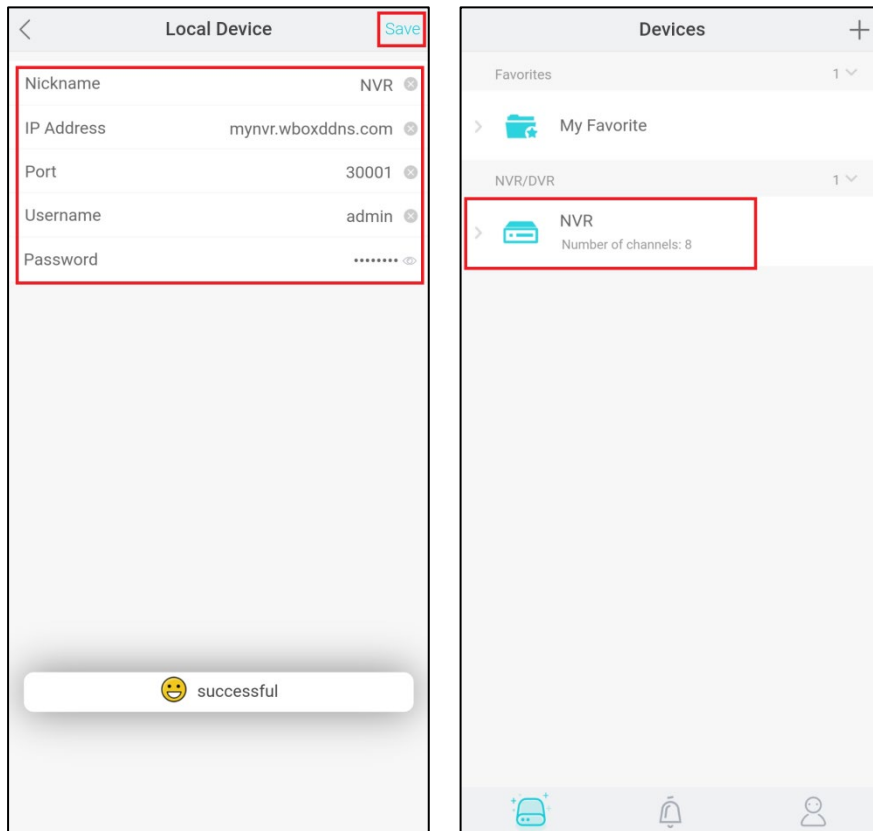 Local Device
Save
Nickname
NVR
IP Address
mynvr.wboxddns.com
Port
30001
Username
admin
Password
••••••••
successful
Devices
Favorites
1
My Favorite
NVR/DVR
1
NVR
Number of channels: 8